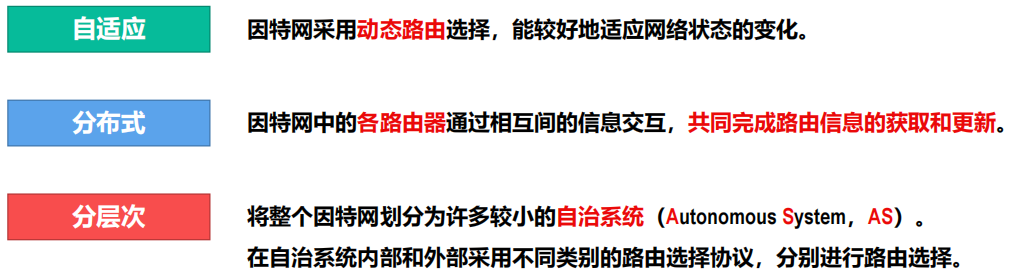 自适应
因特网采用动态路由选择，能较好地适应网络状态的变化。
分布式
因特网中的各路由器通过相互间的信息交互，共同完成路由信息的获取和更新。
分层次
将整个因特网划分为许多较小的自治系统（Autonomous System，AS）。
在自治系统内部和外部采用不同类别的路由选择协议，分别进行路由选择。